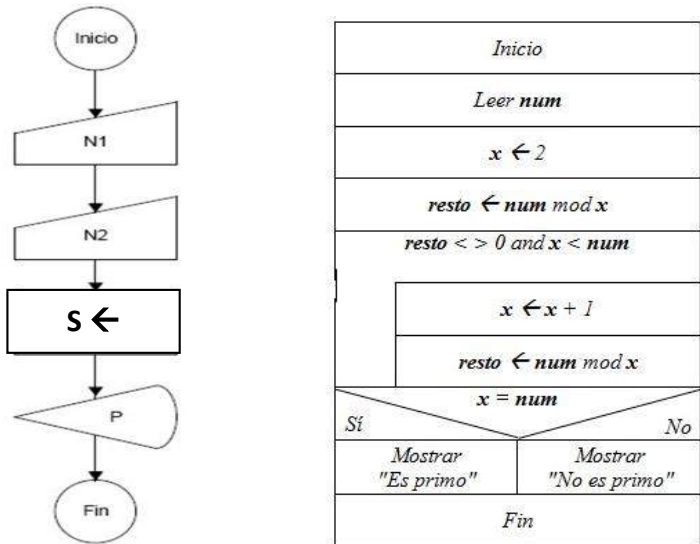 Inicio
N1
N2
S ←
P
Fin
Inicio
Leer num
x ← 2
resto ← num mod x
resto < > 0 and x < num
x ← x + 1
resto ← num mod x
x = num
Sí
No
Mostrar
"Es primo"
Mostrar
"No es primo"
Fin